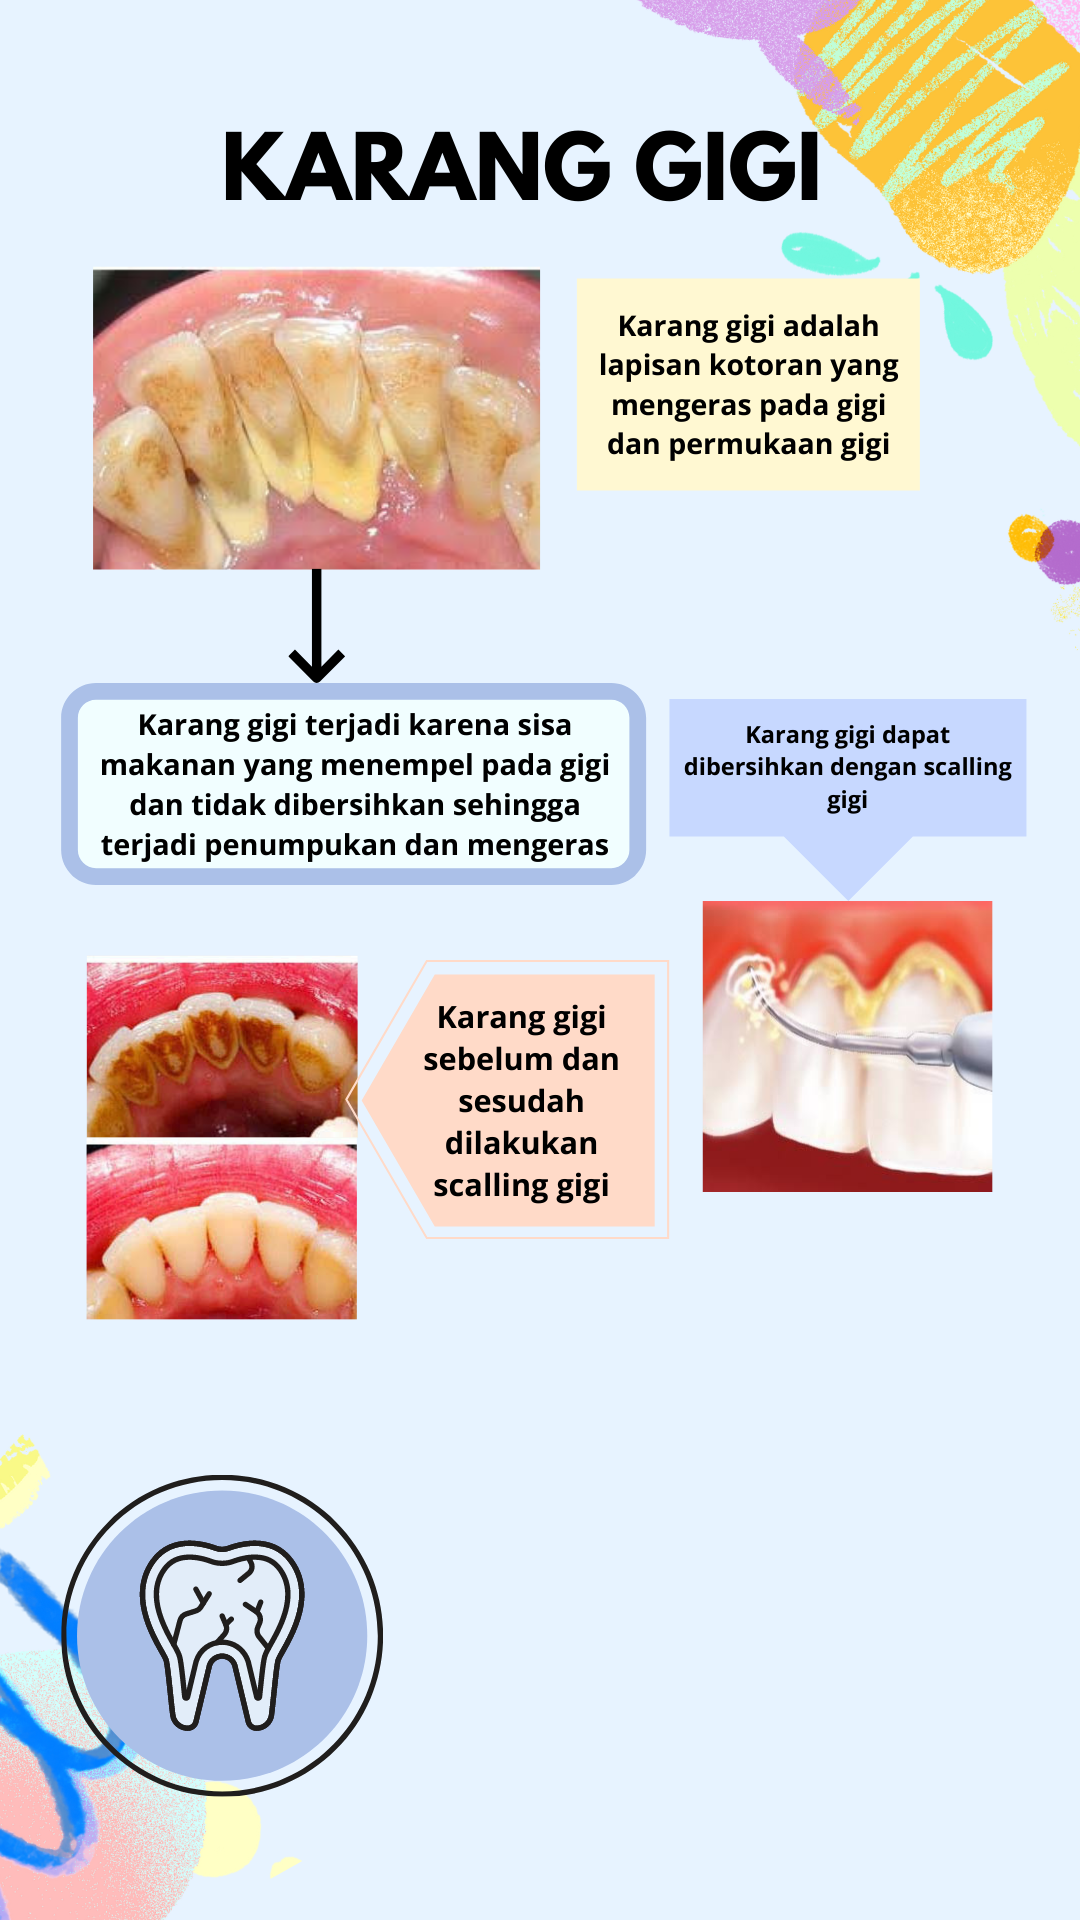 KARANG GIGI
Karang gigi adalah
lapisan kotoran yang
mengeras pada gigi
dan permukaan gigi
Karang gigi terjadi karena sisa
makanan yang menempel pada gigi
dan tidak dibersihkan sehingga
terjadi penumpukan dan mengeras
Karang gigi dapat
dibersihkan dengan scalling
gigi
Karang gigi
sebelum dan
sesudah
dilakukan
scalling gigi